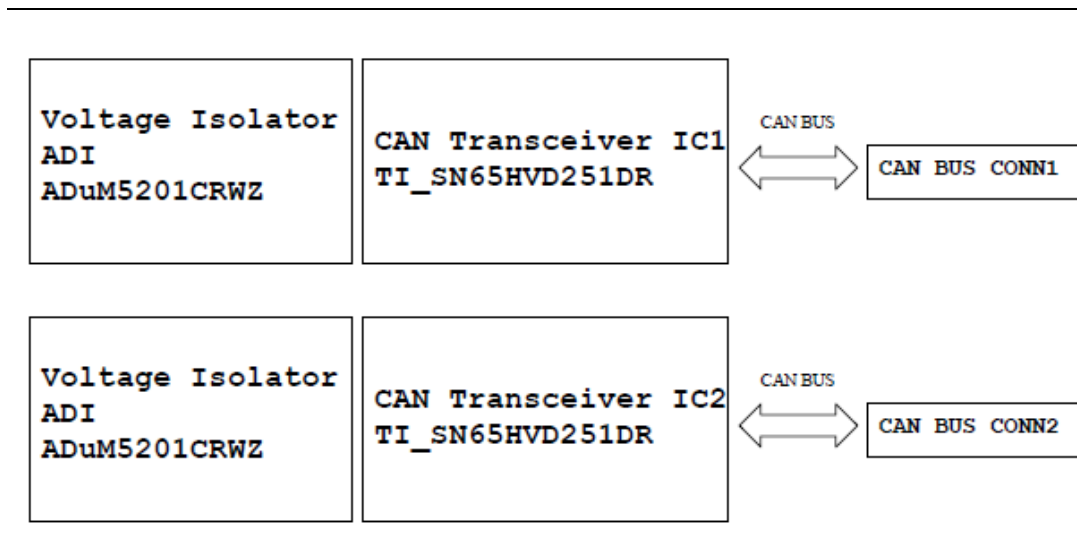 Voltage Isolator
ADI
ADuM5201CRWZ
CAN Transceiver IC1
TI_SN65HVD251DR
CAN BUS
CAN BUS CONN1
Voltage Isolator
ADI
ADuM5201CRWZ
CAN Transceiver IC2
TI_SN65HVD251DR
CAN BUS
CAN BUS CONN2